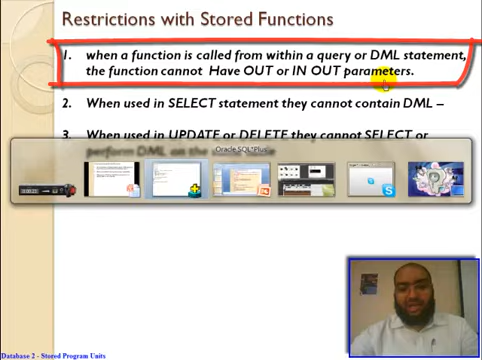 Restrictions with Stored Functions
1. when a function is called from within a query or DML statement,
the function cannot Have OUT or IN OUT parameters.
2. When used in SELECT statement they cannot contain DML –
3. When used in UPDATE or DELETE they cannot SELECT or
perform DML on the
Oracle SQL*Plus
Database 2 - Stored Program Units